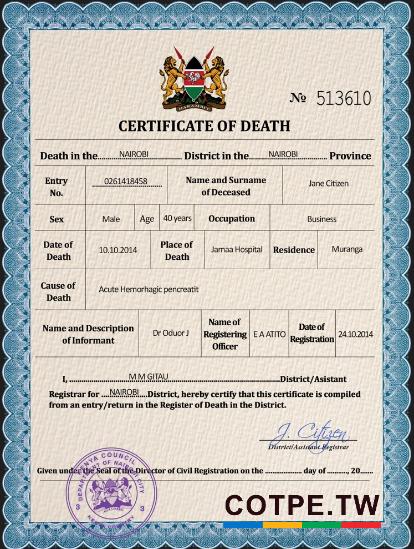 HARAMBEE
№ 513610
CERTIFICATE OF DEATH
Death in the NAIROBI District in the NAIROBI Province
Entry No. 0261418458 Name and Surname of Deceased Jane Citizen
Sex Male Age 40 years Occupation Business
Date of Death 10.10.2014 Place of Death Jamaa Hospital Residence Muranga
Cause of Death Acute Hemorhagic pencreatit
Name and Description of Informant Dr Oduor J Name of Registering Officer E A ATITO Date of Registration 24.10.2014
I, M M GITAU District/Asistant
Registrar for NAIROBI District, hereby certify that this certificate is compiled
from an entry/return in the Register of Death in the District.
J. Citizen
District/Assistant Registrar
Given under the Seal of the Director of Civil Registration on the .................. day of ........., 20......
DEPARTMENT OF NAIROBI CITY
3 3
COTPE.TW